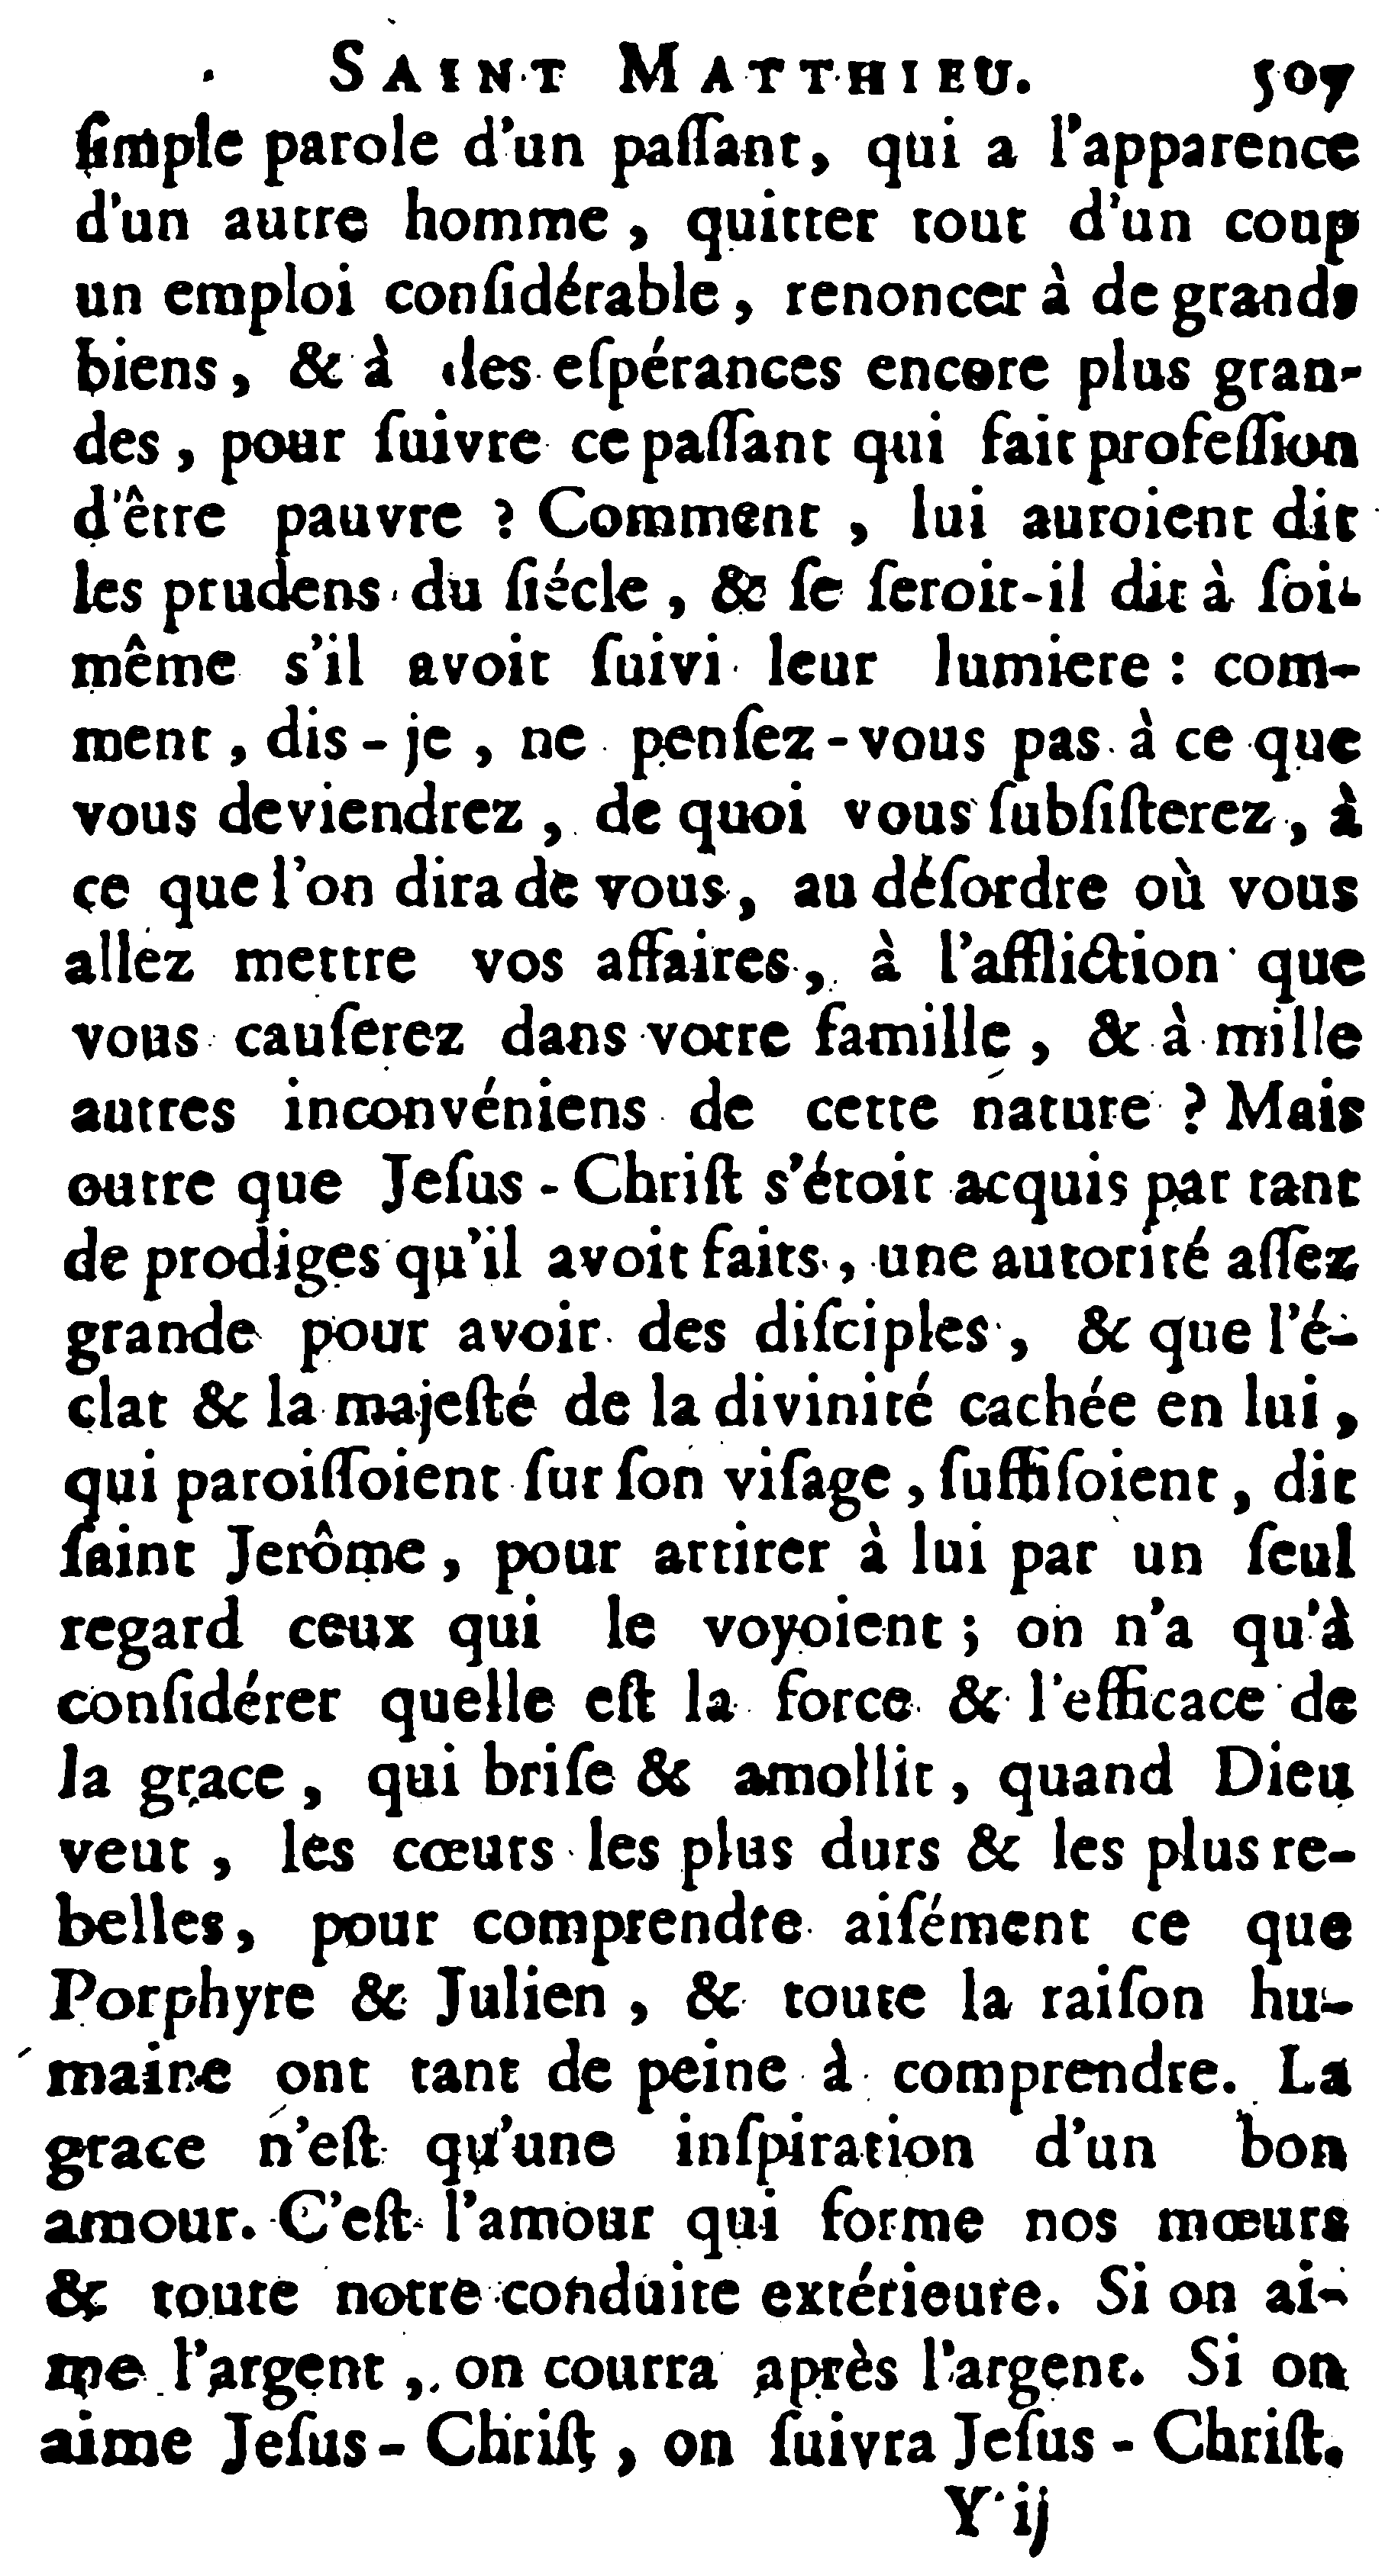 SAINT MATTHIEU. 507
ſimple parole d'un paſſant, qui a l'apparence
d'un autre homme, quitter tout d'un coup
un emploi conſidérable, renoncer à de grands
biens, & à des eſpérances encore plus gran-
des, pour ſuivre ce paſſant qui fait profeſſion
d'être pauvre ? Comment, lui auroient dit
les prudens du ſiécle, & ſe ſeroit-il dit à ſoi-
même s'il avoit ſuivi leur lumiere : com-
ment, dis-je, ne penſez-vous pas à ce que
vous deviendrez, de quoi vous ſubſiſterez, à
ce que l'on dira de vous, au déſordre où vous
allez mettre vos affaires, à l'affliction que
vous cauſerez dans votre famille, & à mille
autres inconvéniens de cette nature ? Mais
outre que Jeſus-Chriſt s'étoit acquis par tant
de prodiges qu'il avoit faits, une autorité aſſez
grande pour avoir des diſciples, & que l'é-
clat & la majeſté de la divinité cachée en lui,
qui paroiſſoient ſur ſon viſage, ſuffiſoient, dit
ſaint Jerôme, pour attirer à lui par un ſeul
regard ceux qui le voyoient ; on n'a qu'à
conſidérer quelle eſt la force & l'efficace de
la grace, qui briſe & amollit, quand Dieu
veut, les cœurs les plus durs & les plus re-
belles, pour comprendre aiſément ce que
Porphyre & Julien, & toute la raiſon hu-
maine ont tant de peine à comprendre. La
grace n'eſt qu'une inſpiration d'un bon
amour. C'eſt l'amour qui forme nos mœurs
& toute notre conduite extérieure. Si on ai-
me l'argent, on courra après l'argent. Si on
aime Jeſus-Chriſt, on ſuivra Jeſus-Chriſt.
Y ij